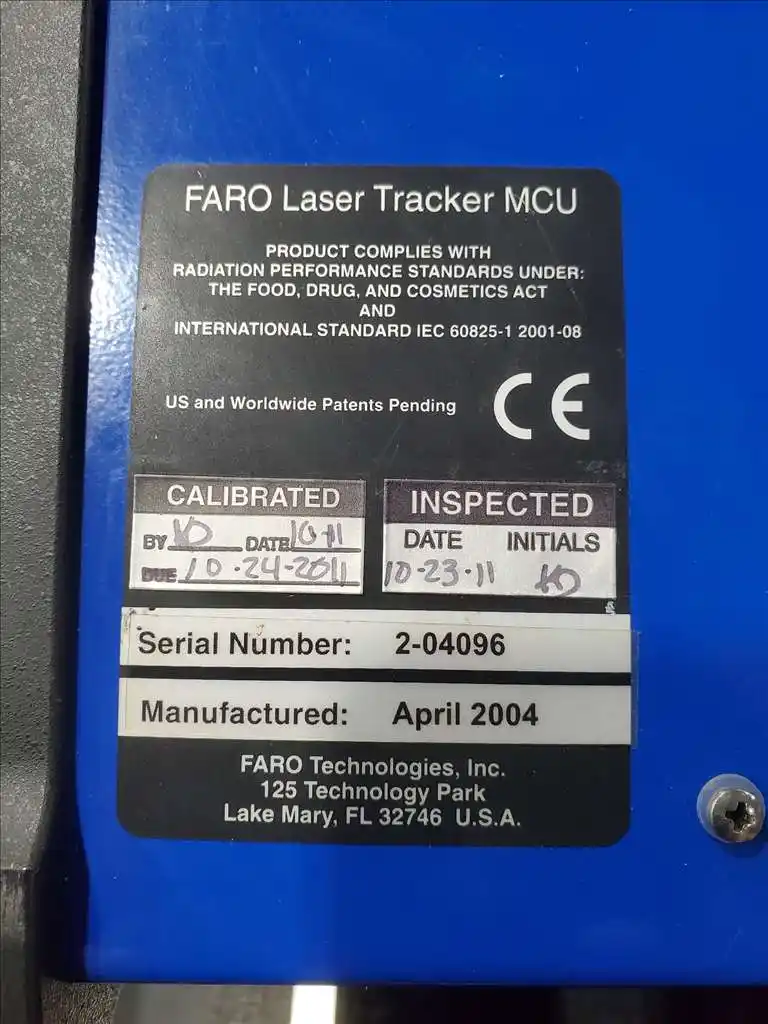 FARO Laser Tracker MCU
PRODUCT COMPLIES WITH
RADIATION PERFORMANCE STANDARDS UNDER:
THE FOOD, DRUG, AND COSMETICS ACT
AND
INTERNATIONAL STANDARD IEC 60825-1 2001-08
US and Worldwide Patents Pending
CE
CALIBRATED
BY DATE 10-11
DUE 10-24-2011
INSPECTED
DATE INITIALS
10-23-11
Serial Number: 2-04096
Manufactured: April 2004
FARO Technologies, Inc.
125 Technology Park
Lake Mary, FL 32746 U.S.A.